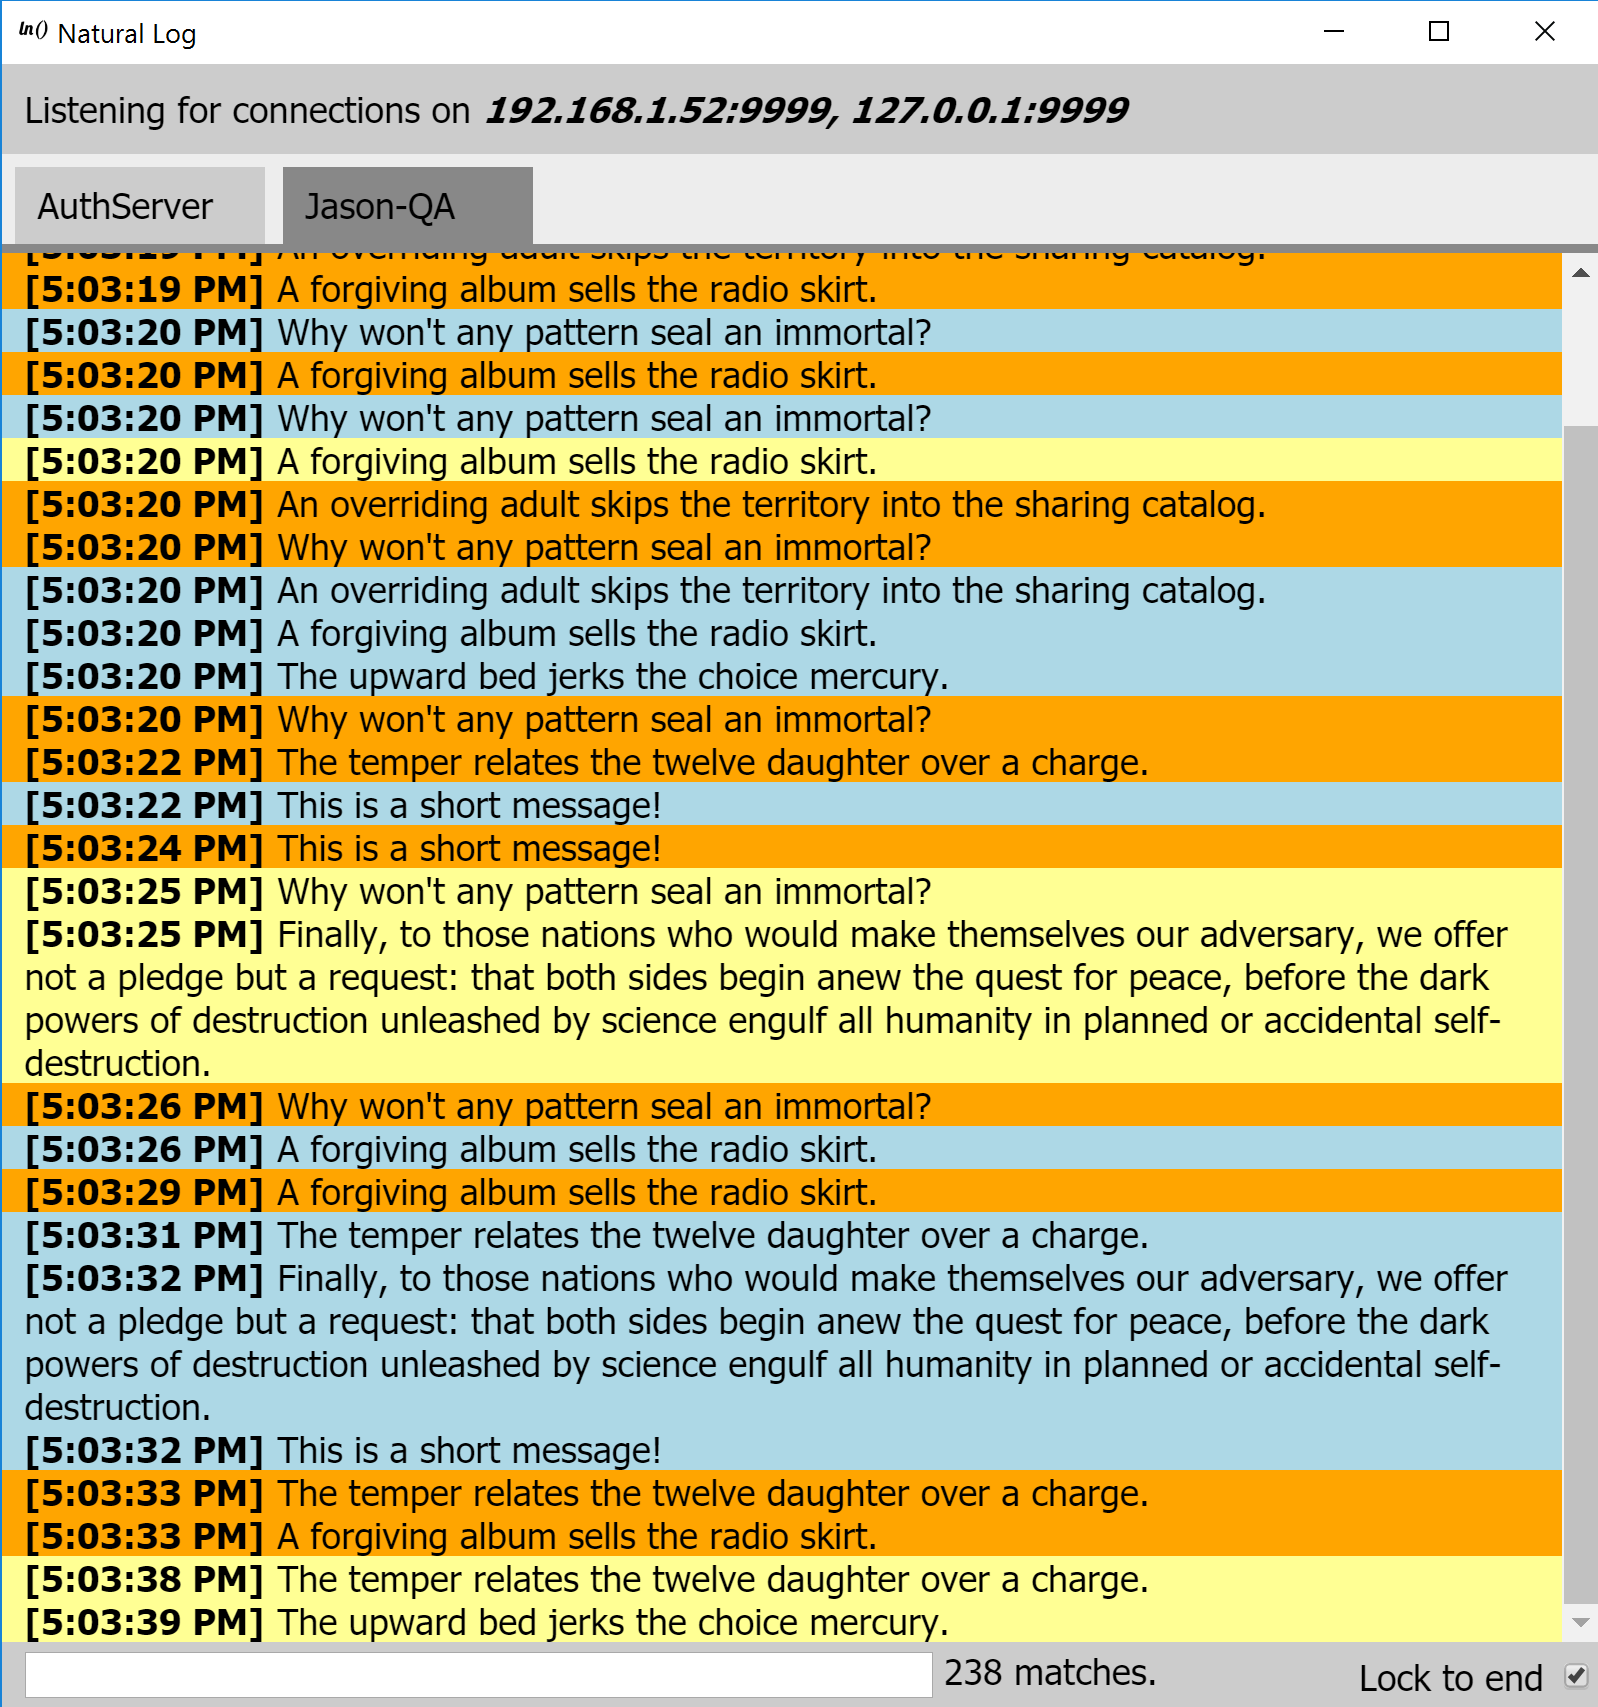 ln() Natural Log
Listening for connections on 192.168.1.52:9999, 127.0.0.1:9999
AuthServer Jason-QA
[5:03:19 PM] An overriding adult skips the territory into the sharing catalog.
[5:03:19 PM] A forgiving album sells the radio skirt.
[5:03:20 PM] Why won't any pattern seal an immortal?
[5:03:20 PM] A forgiving album sells the radio skirt.
[5:03:20 PM] Why won't any pattern seal an immortal?
[5:03:20 PM] A forgiving album sells the radio skirt.
[5:03:20 PM] An overriding adult skips the territory into the sharing catalog.
[5:03:20 PM] Why won't any pattern seal an immortal?
[5:03:20 PM] An overriding adult skips the territory into the sharing catalog.
[5:03:20 PM] A forgiving album sells the radio skirt.
[5:03:20 PM] The upward bed jerks the choice mercury.
[5:03:20 PM] Why won't any pattern seal an immortal?
[5:03:22 PM] The temper relates the twelve daughter over a charge.
[5:03:22 PM] This is a short message!
[5:03:24 PM] This is a short message!
[5:03:25 PM] Why won't any pattern seal an immortal?
[5:03:25 PM] Finally, to those nations who would make themselves our adversary, we offer
not a pledge but a request: that both sides begin anew the quest for peace, before the dark
powers of destruction unleashed by science engulf all humanity in planned or accidental self-
destruction.
[5:03:26 PM] Why won't any pattern seal an immortal?
[5:03:26 PM] A forgiving album sells the radio skirt.
[5:03:29 PM] A forgiving album sells the radio skirt.
[5:03:31 PM] The temper relates the twelve daughter over a charge.
[5:03:32 PM] Finally, to those nations who would make themselves our adversary, we offer
not a pledge but a request: that both sides begin anew the quest for peace, before the dark
powers of destruction unleashed by science engulf all humanity in planned or accidental self-
destruction.
[5:03:32 PM] This is a short message!
[5:03:33 PM] The temper relates the twelve daughter over a charge.
[5:03:33 PM] A forgiving album sells the radio skirt.
[5:03:38 PM] The temper relates the twelve daughter over a charge.
[5:03:39 PM] The upward bed jerks the choice mercury.
238 matches. Lock to end